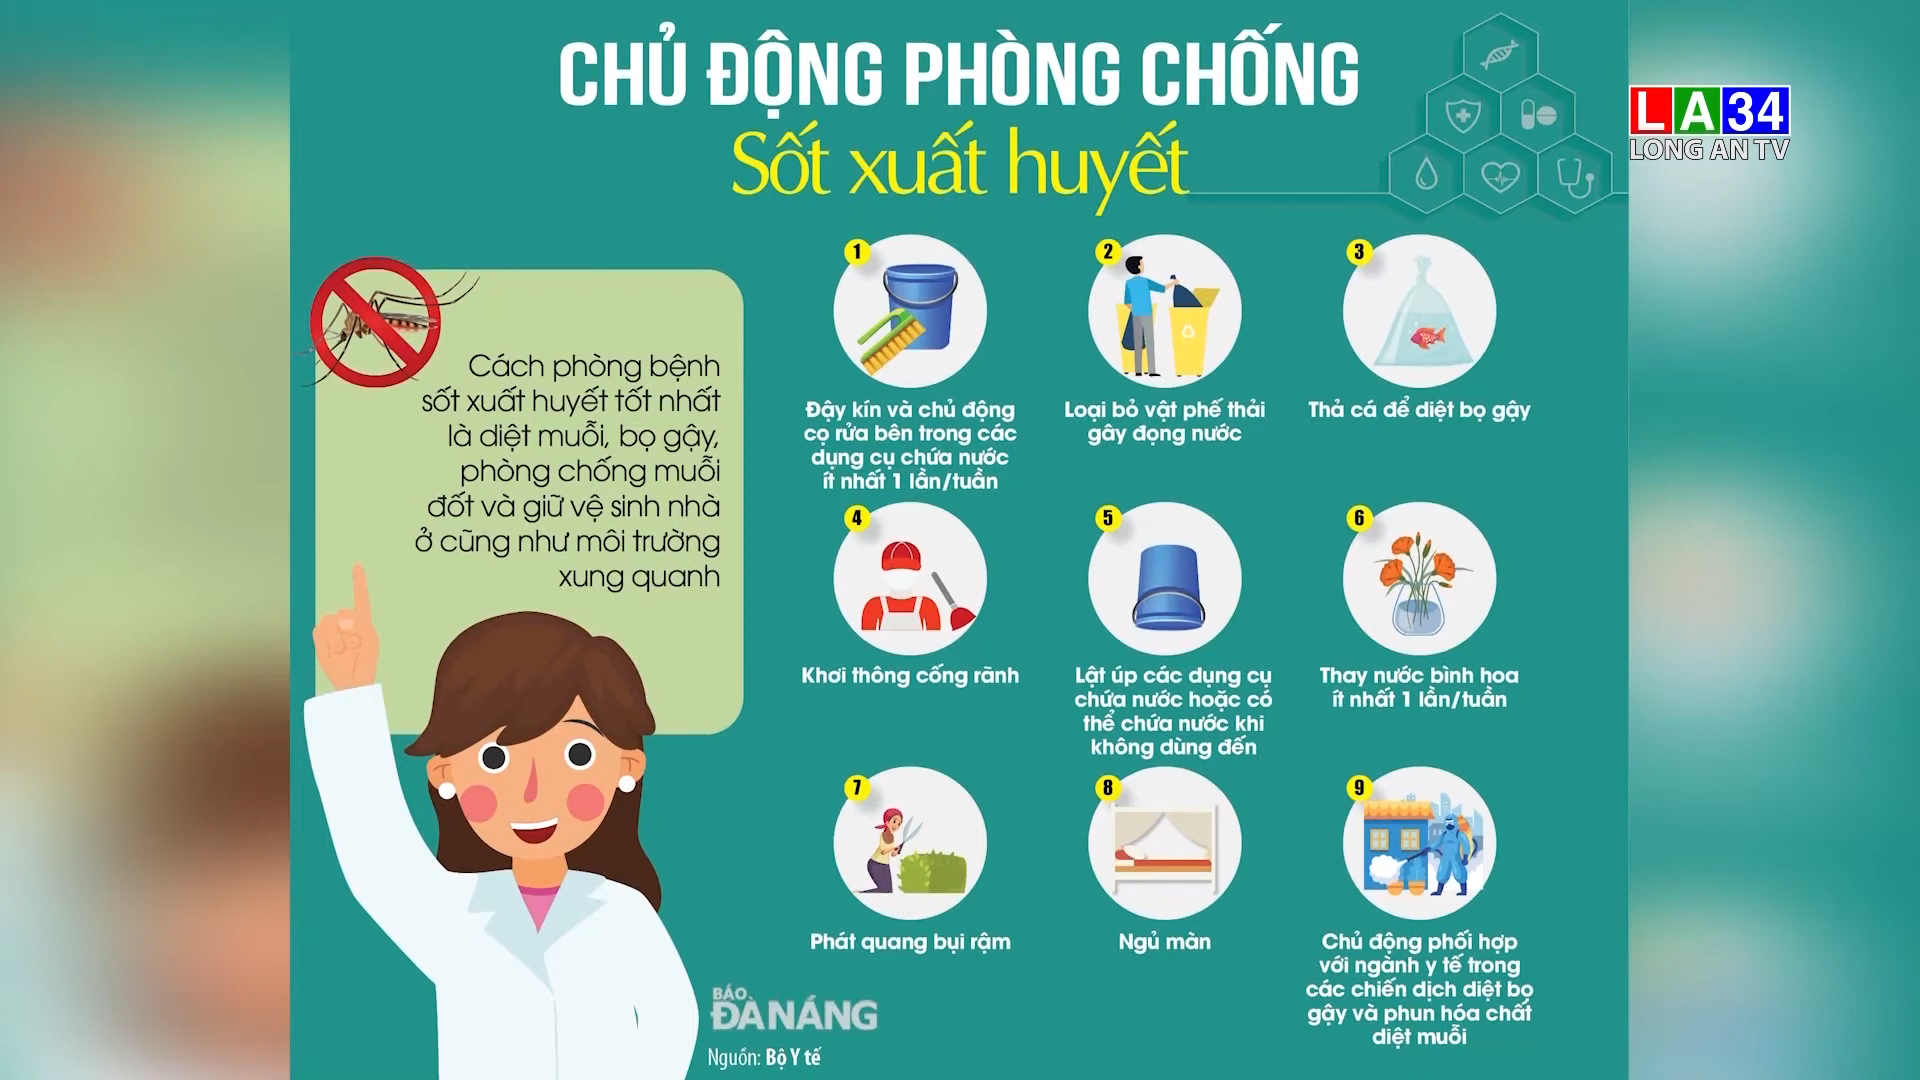 CHỦ ĐỘNG PHÒNG CHỐNG
Sốt xuất huyết
LA34
LONG AN TV
Cách phòng bệnh
sốt xuất huyết tốt nhất
là diệt muỗi, bọ gậy,
phòng chống muỗi
đốt và giữ vệ sinh nhà
ở cũng như môi trường
xung quanh
1
Đậy kín và chủ động
cọ rửa bên trong các
dụng cụ chứa nước
ít nhất 1 lần/tuần
2
Loại bỏ vật phế thải
gây đọng nước
3
Thả cá để diệt bọ gậy
4
Khơi thông cống rãnh
5
Lật úp các dụng cụ
chứa nước hoặc có
thể chứa nước khi
không dùng đến
6
Thay nước bình hoa
ít nhất 1 lần/tuần
7
Phát quang bụi rậm
8
Ngủ màn
9
Chủ động phối hợp
với ngành y tế trong
các chiến dịch diệt bọ
gậy và phun hóa chất
diệt muỗi
BÁO
ĐÀ NẴNG
Nguồn: Bộ Y tế